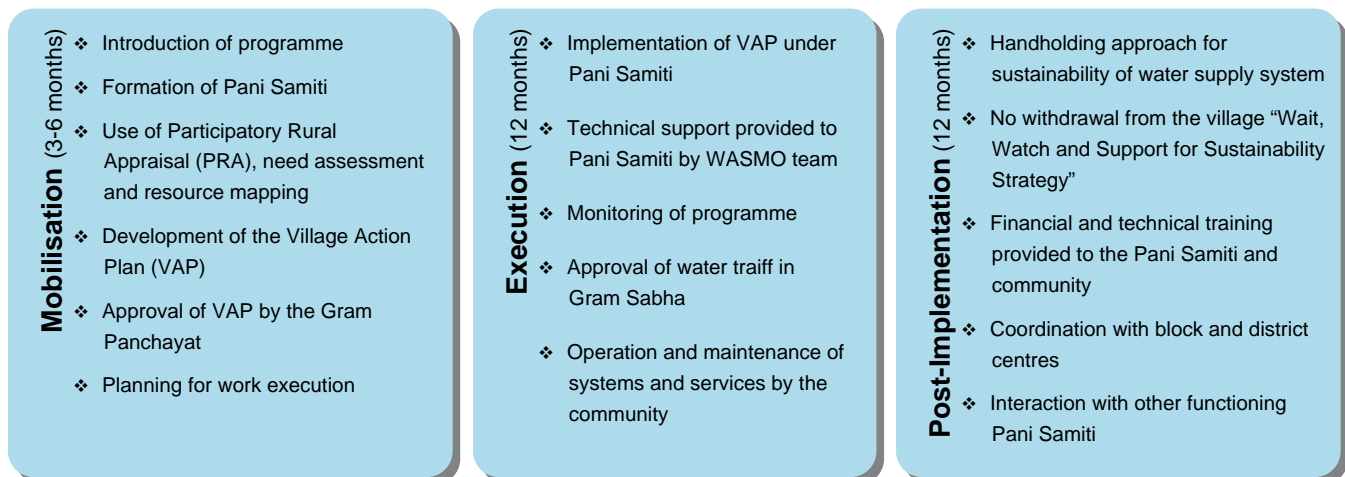 Mobilisation (3-6 months)
❖ Introduction of programme
❖ Formation of Pani Samiti
❖ Use of Participatory Rural
Appraisal (PRA), need assessment
and resource mapping
❖ Development of the Village Action
Plan (VAP)
❖ Approval of VAP by the Gram
Panchayat
❖ Planning for work execution
Execution (12 months)
❖ Implementation of VAP under
Pani Samiti
❖ Technical support provided to
Pani Samiti by WASMO team
❖ Monitoring of programme
❖ Approval of water traiff in
Gram Sabha
❖ Operation and maintenance of
systems and services by the
community
Post-Implementation (12 months)
❖ Handholding approach for
sustainability of water supply system
❖ No withdrawal from the village “Wait,
Watch and Support for Sustainability
Strategy”
❖ Financial and technical training
provided to the Pani Samiti and
community
❖ Coordination with block and district
centres
❖ Interaction with other functioning
Pani Samiti